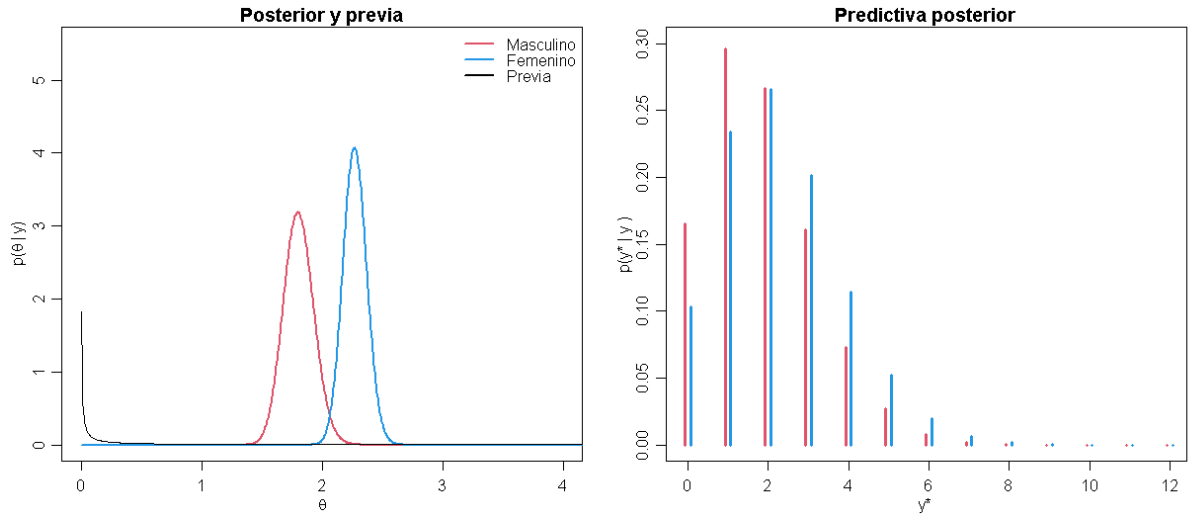 Posterior y previa
Masculino
Femenino
Previa
p(θ | y)
0 1 2 3 4 5
0 1 2 3 4
θ
Predictiva posterior
p(y* | y )
0.00 0.05 0.10 0.15 0.20 0.25 0.30
0 2 4 6 8 10 12
y*